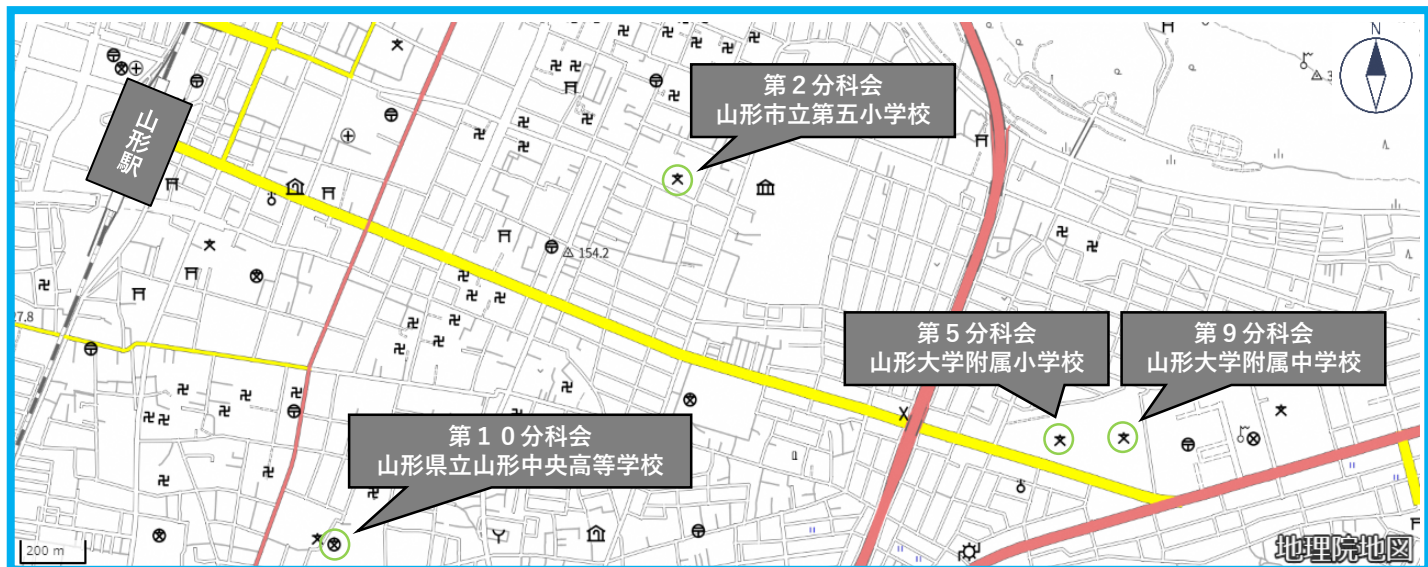 N
第２分科会
山形市立第五小学校
山形駅
154.2
第５分科会
山形大学附属小学校
第９分科会
山形大学附属中学校
27.8
第１０分科会
山形県立山形中央高等学校
200 m
地理院地図